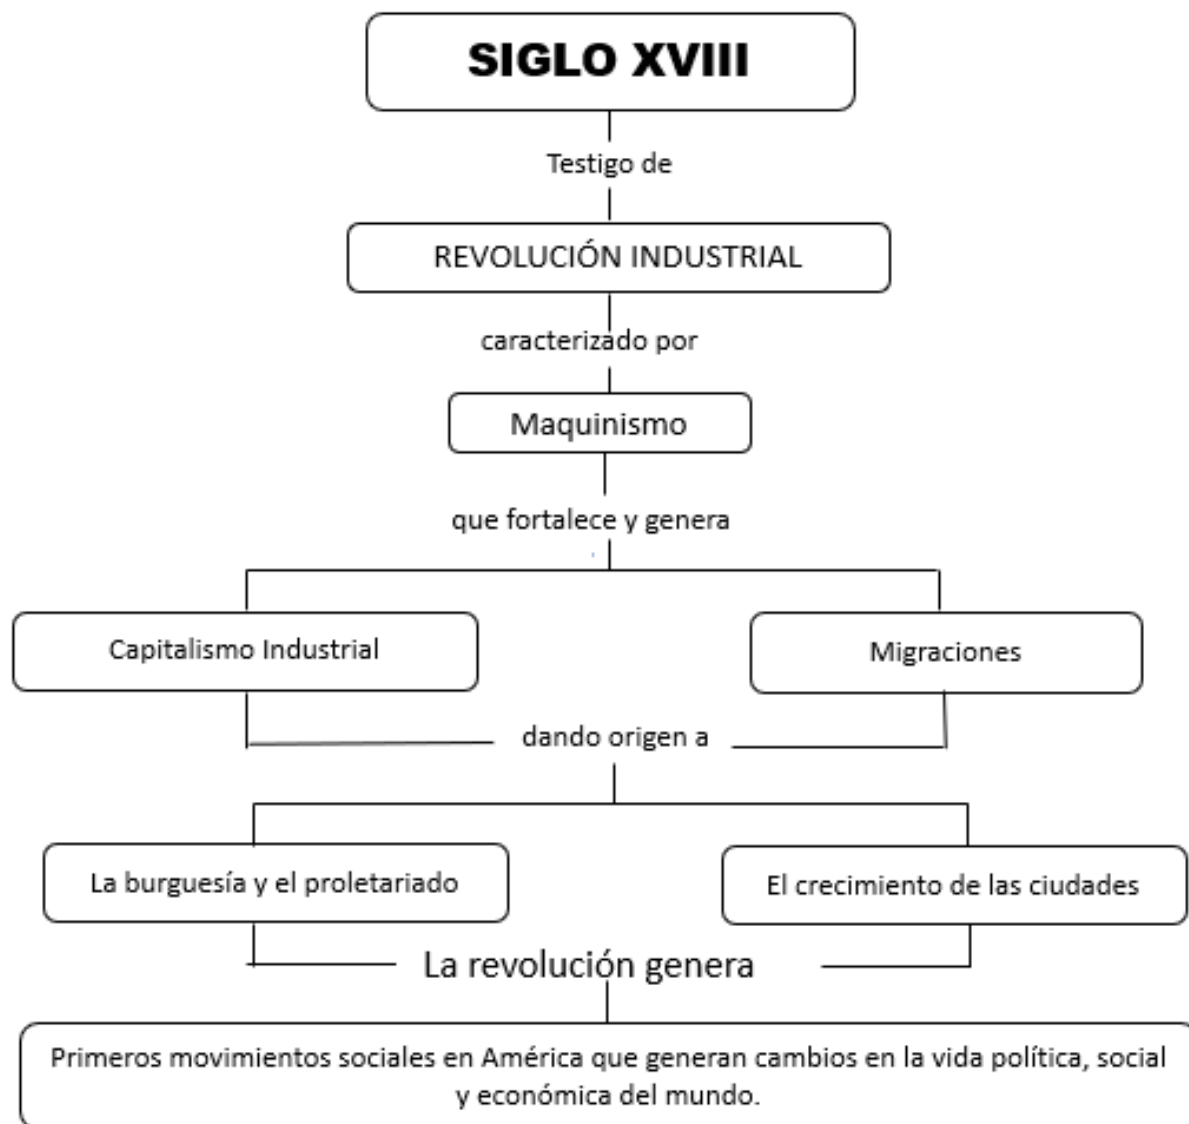 SIGLO XVIII
Testigo de
REVOLUCIÓN INDUSTRIAL
caracterizado por
Maquinismo
que fortalece y genera
Capitalismo Industrial
Migraciones
dando origen a
La burguesía y el proletariado
El crecimiento de las ciudades
La revolución genera
Primeros movimientos sociales en América que generan cambios en la vida política, social
y económica del mundo.